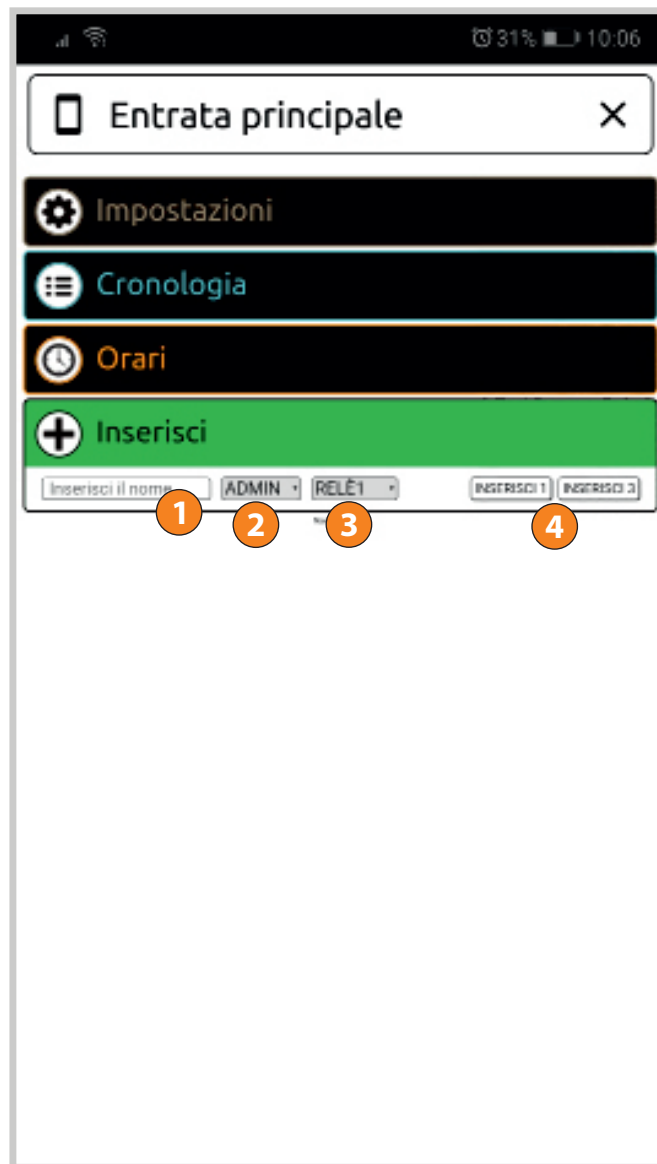 31% 10:06
Entrata principale
Impostazioni
Cronologia
Orari
Inserisci
Inserisci il nome ADMIN RELÈ1 INSERISCI 1 INSERISCI 3
1 2 3 4